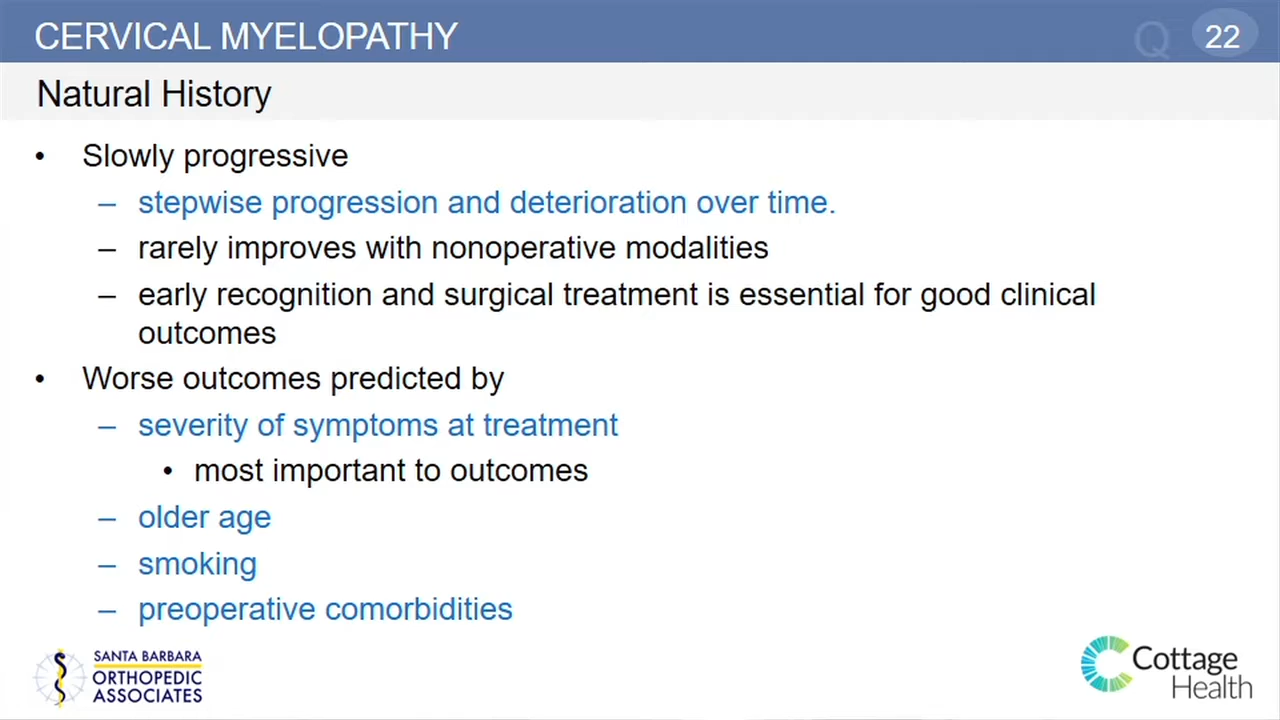 CERVICAL MYELOPATHY
Q
22
Natural History
• Slowly progressive
– stepwise progression and deterioration over time.
– rarely improves with nonoperative modalities
– early recognition and surgical treatment is essential for good clinical
outcomes
• Worse outcomes predicted by
– severity of symptoms at treatment
• most important to outcomes
– older age
– smoking
– preoperative comorbidities
SANTA BARBARA
ORTHOPEDIC
ASSOCIATES
Cottage
Health